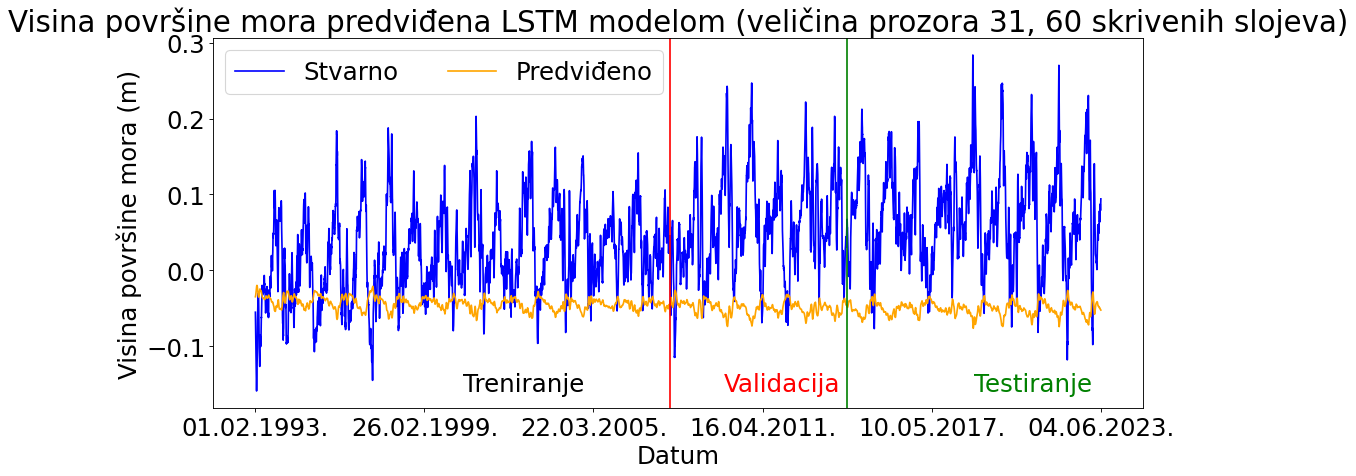 Visina površine mora predviđena LSTM modelom (veličina prozora 31, 60 skrivenih slojeva)
Stvarno
Predviđeno
Visina površine mora (m)
0.3
0.2
0.1
0.0
−0.1
Treniranje
Validacija
Testiranje
01.02.1993.
26.02.1999.
22.03.2005.
16.04.2011.
10.05.2017.
04.06.2023.
Datum